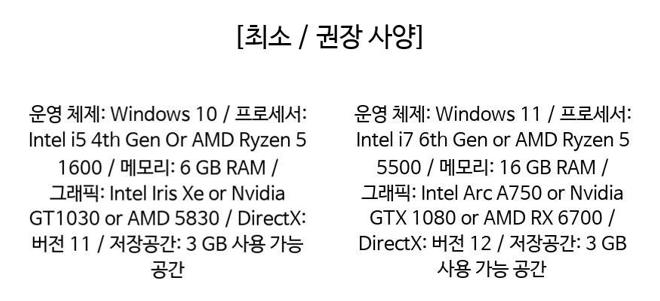 [최소 / 권장 사양]
운영 체제: Windows 10 / 프로세서:
Intel i5 4th Gen Or AMD Ryzen 5
1600 / 메모리: 6 GB RAM /
그래픽: Intel Iris Xe or Nvidia
GT1030 or AMD 5830 / DirectX:
버전 11 / 저장공간: 3 GB 사용 가능
공간
운영 체제: Windows 11 / 프로세서:
Intel i7 6th Gen or AMD Ryzen 5
5500 / 메모리: 16 GB RAM /
그래픽: Intel Arc A750 or Nvidia
GTX 1080 or AMD RX 6700 /
DirectX: 버전 12 / 저장공간: 3 GB
사용 가능 공간